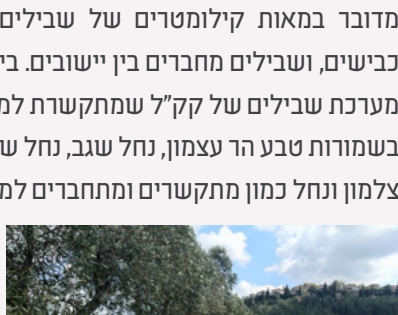 מדובר במאות קילומטרים של שבילים
כבישים, ושבילים מחברים בין יישובים.
מערכת שבילים של קק"ל שמתקשרת
בשמורות טבע הר עצמון, נחל שגב, נחל
צלמון ונחל כמון מתקשרים ומתחברים